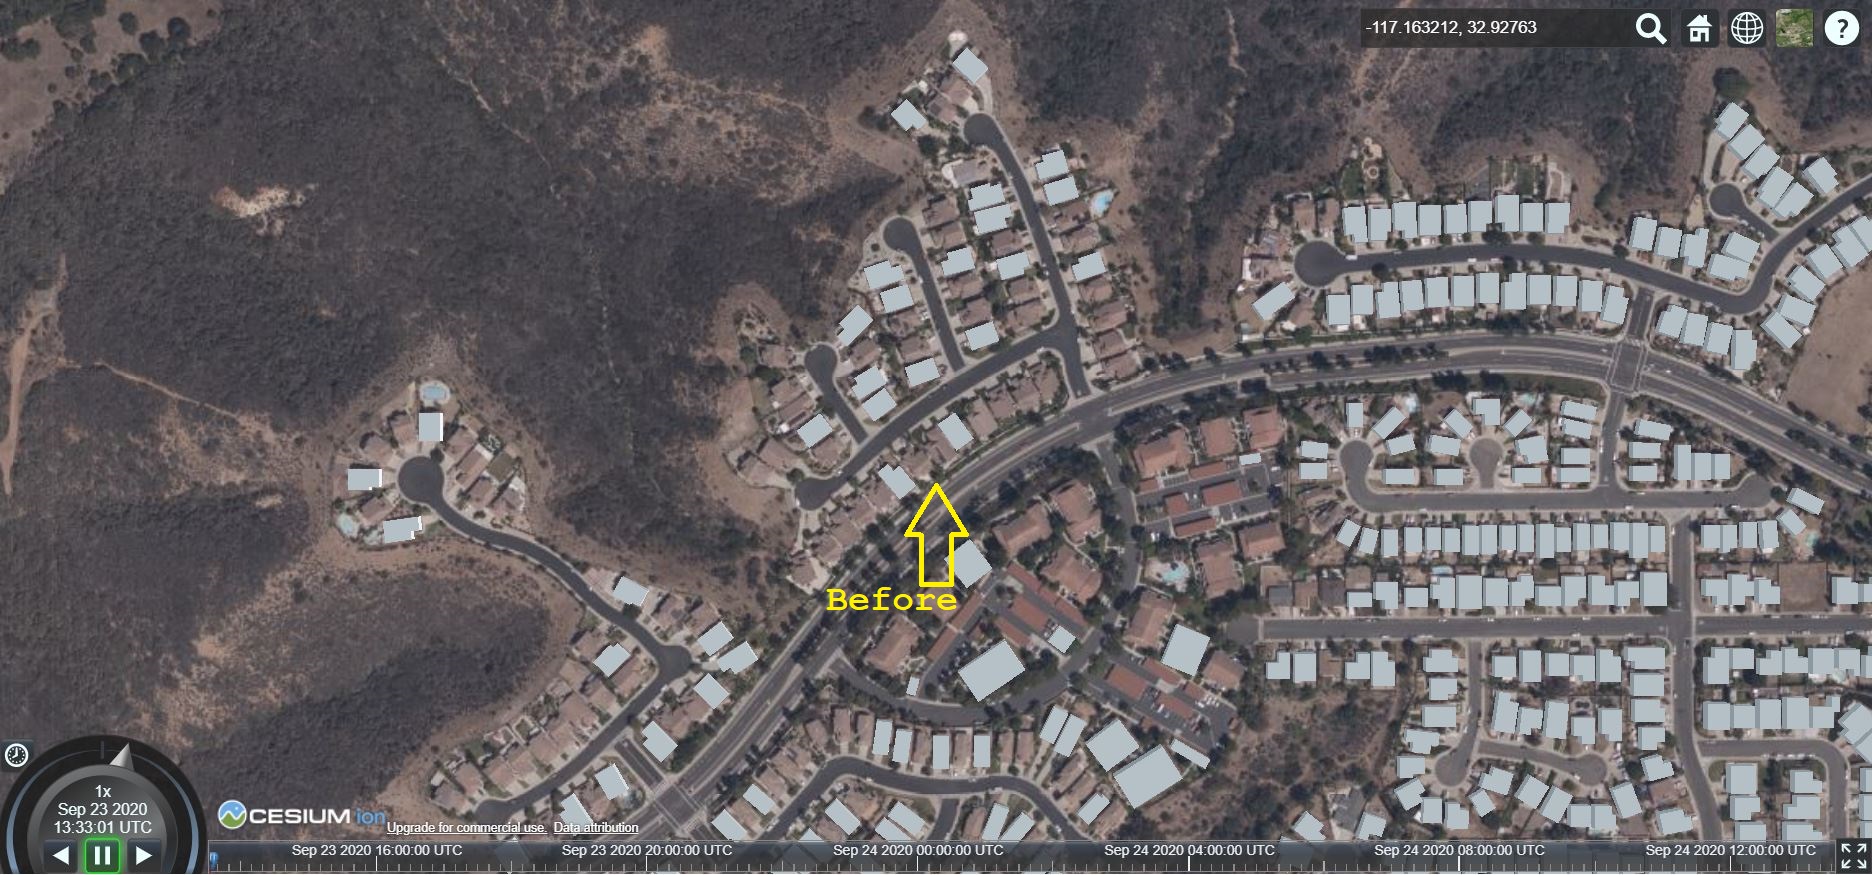 -117.163212, 32.92763
?
Before
1x
Sep 23 2020
13:33:01 UTC
CESIUM ion
Upgrade for commercial use. Data attribution
Sep 23 2020 16:00:00 UTC
Sep 23 2020 20:00:00 UTC
Sep 24 2020 00:00:00 UTC
Sep 24 2020 04:00:00 UTC
Sep 24 2020 08:00:00 UTC
Sep 24 2020 12:00:00 UTC